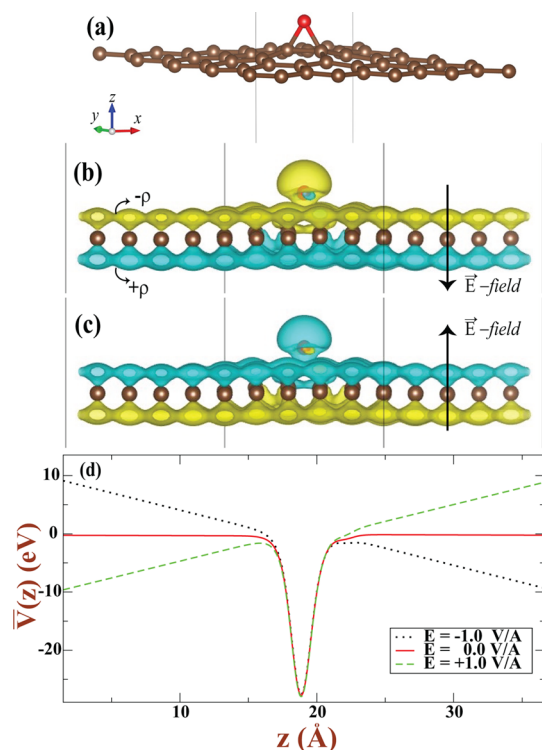 (a)
z
y
x
(b)
-ρ
+ρ
E⃗ -field
(c)
E⃗ -field
(d)
10
0
-10
-20
V̅(z) (eV)
E = -1.0 V/A
E = 0.0 V/A
E = +1.0 V/A
10
20
30
z (Å)